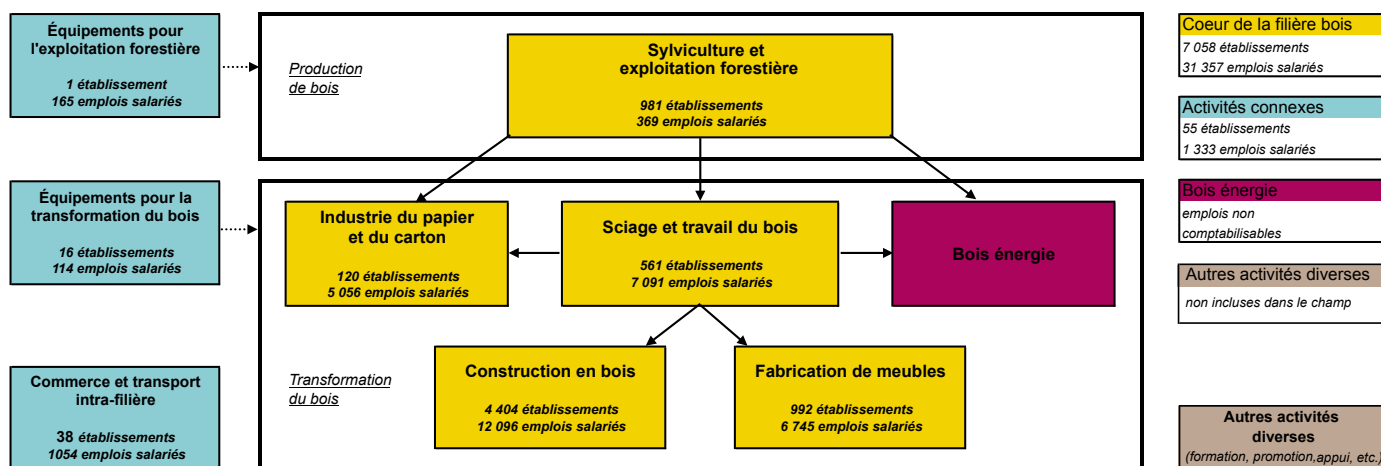 Équipements pour
l'exploitation forestière
1 établissement
165 emplois salariés
Production
de bois
Sylviculture et
exploitation forestière
981 établissements
369 emplois salariés
Coeur de la filière bois
7 058 établissements
31 357 emplois salariés
Activités connexes
55 établissements
1 333 emplois salariés
Équipements pour la
transformation du bois
16 établissements
114 emplois salariés
Industrie du papier
et du carton
120 établissements
5 056 emplois salariés
Sciage et travail du bois
561 établissements
7 091 emplois salariés
Bois énergie
Bois énergie
emplois non
comptabilisables
Autres activités diverses
non incluses dans le champ
Commerce et transport
intra-filière
38 établissements
1054 emplois salariés
Transformation
du bois
Construction en bois
4 404 établissements
12 096 emplois salariés
Fabrication de meubles
992 établissements
6 745 emplois salariés
Autres activités
diverses
(formation, promotion,appui, etc.)